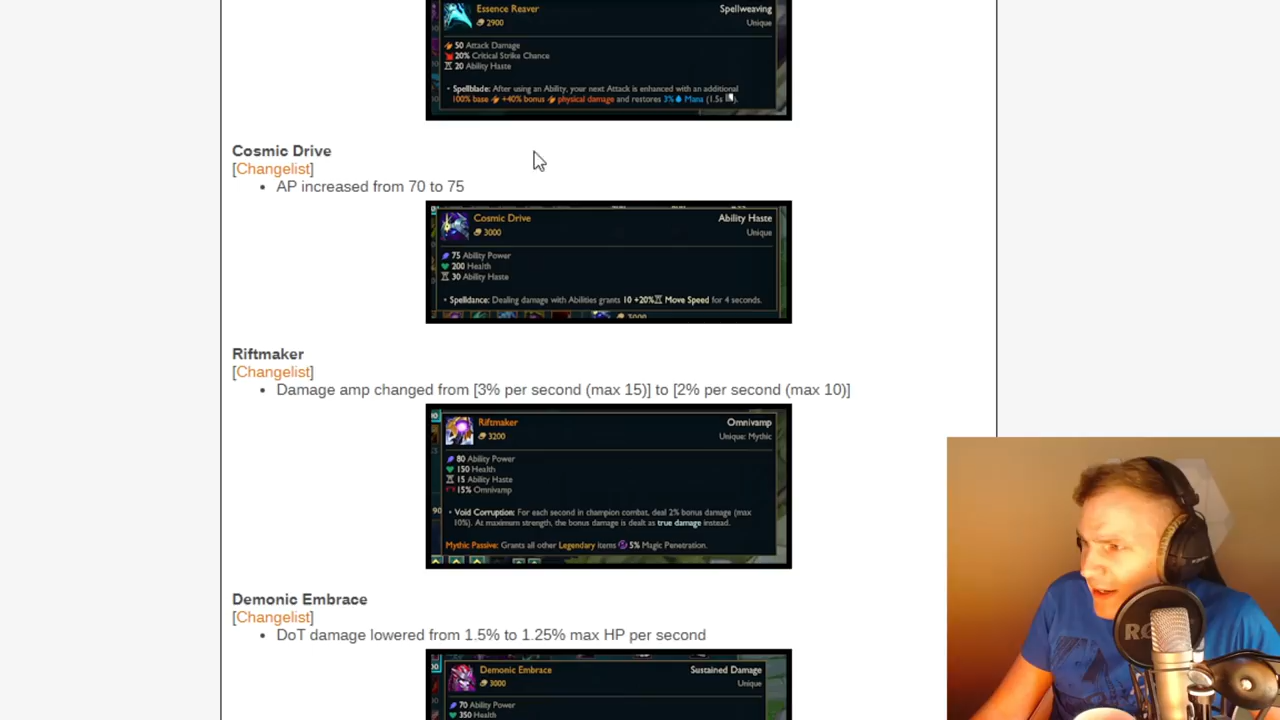 Essence Reaver Spellweaving
2900 Unique
50 Attack Damage
20% Critical Strike Chance
20 Ability Haste
• Spellblade: After using an Ability, your next Attack is enhanced with an additional
100% base +40% bonus physical damage and restores 3% Mana (1.5s ).
Cosmic Drive
[Changelist]
• AP increased from 70 to 75
Cosmic Drive Ability Haste
3000 Unique
75 Ability Power
200 Health
30 Ability Haste
• Spelldance: Dealing damage with Abilities grants 10 +20% Move Speed for 4 seconds.
3000
Riftmaker
[Changelist]
• Damage amp changed from [3% per second (max 15)] to [2% per second (max 10)]
Riftmaker Omnivamp
3200 Unique: Mythic
80 Ability Power
150 Health
15 Ability Haste
15% Omnivamp
90
• Void Corruption: For each second in champion combat, deal 2% bonus damage (max
10%). At maximum strength, the bonus damage is dealt as true damage instead.
Mythic Passive: Grants all other Legendary items 5% Magic Penetration.
Demonic Embrace
[Changelist]
• DoT damage lowered from 1.5% to 1.25% max HP per second
Demonic Embrace Sustained Damage
3000 Unique
70 Ability Power
350 Health